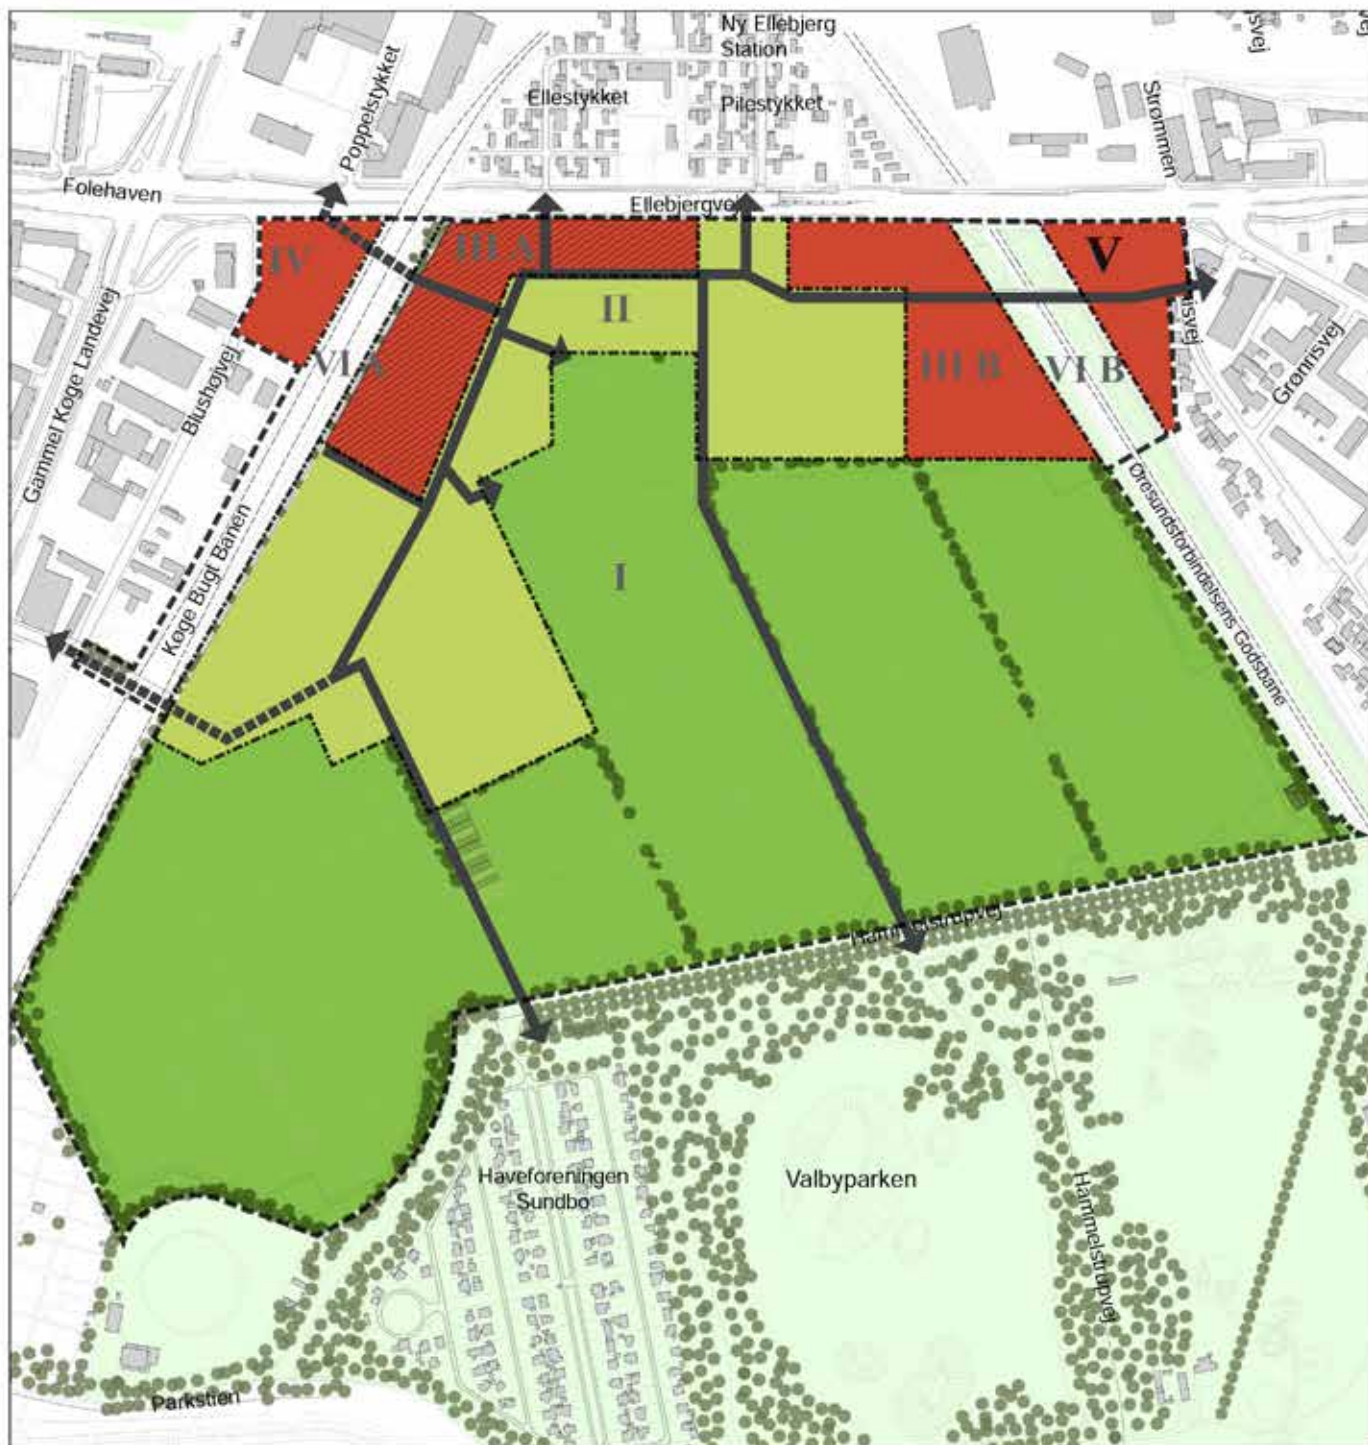 Ny Ellebjerg
Station
Ellestykket
Pilestykket
Poppelstykket
Strømmen
Folehaven
Ellebjergvej
IV
III A
V
II
VI A
III B
VI B
Grønrisvej
Gammel Køge Landevej
Blushøjvej
Køge Bugt Banen
I
Øresundsforbindelsens Godsbane
Hammelstrupvej
Haveforeningen
Sundbo
Valbyparken
Hammelstrupvej
Parkstien